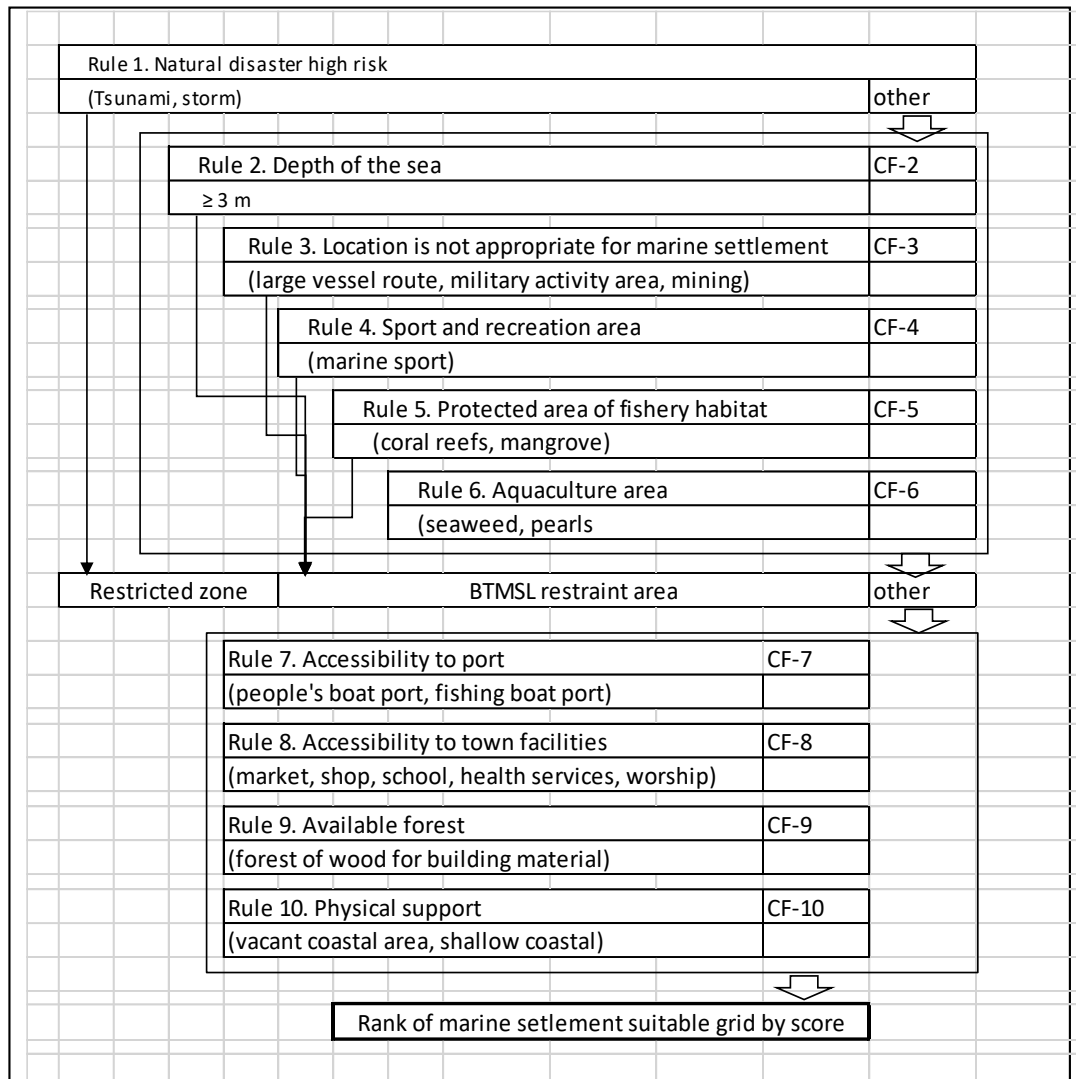 Rule 1. Natural disaster high risk
(Tsunami, storm) other
Rule 2. Depth of the sea CF-2
≥ 3 m
Rule 3. Location is not appropriate for marine settlement CF-3
(large vessel route, military activity area, mining)
Rule 4. Sport and recreation area CF-4
(marine sport)
Rule 5. Protected area of fishery habitat CF-5
(coral reefs, mangrove)
Rule 6. Aquaculture area CF-6
(seaweed, pearls
Restricted zone BTMSL restraint area other
Rule 7. Accessibility to port CF-7
(people's boat port, fishing boat port)
Rule 8. Accessibility to town facilities CF-8
(market, shop, school, health services, worship)
Rule 9. Available forest CF-9
(forest of wood for building material)
Rule 10. Physical support CF-10
(vacant coastal area, shallow coastal)
Rank of marine setlement suitable grid by score